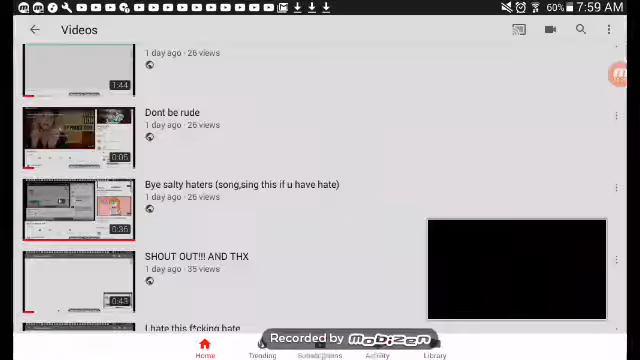 60% 7:59 AM
Videos
1 day ago · 26 views
1:44
Dont be rude
1 day ago · 26 views
0:05
Bye salty haters (song,sing this if u have hate)
1 day ago · 26 views
0:36
SHOUT OUT!!! AND THX
1 day ago · 35 views
0:43
I hate this f*cking hate
Recorded by MOBIZEN
Home Trending Subscriptions Activity Library